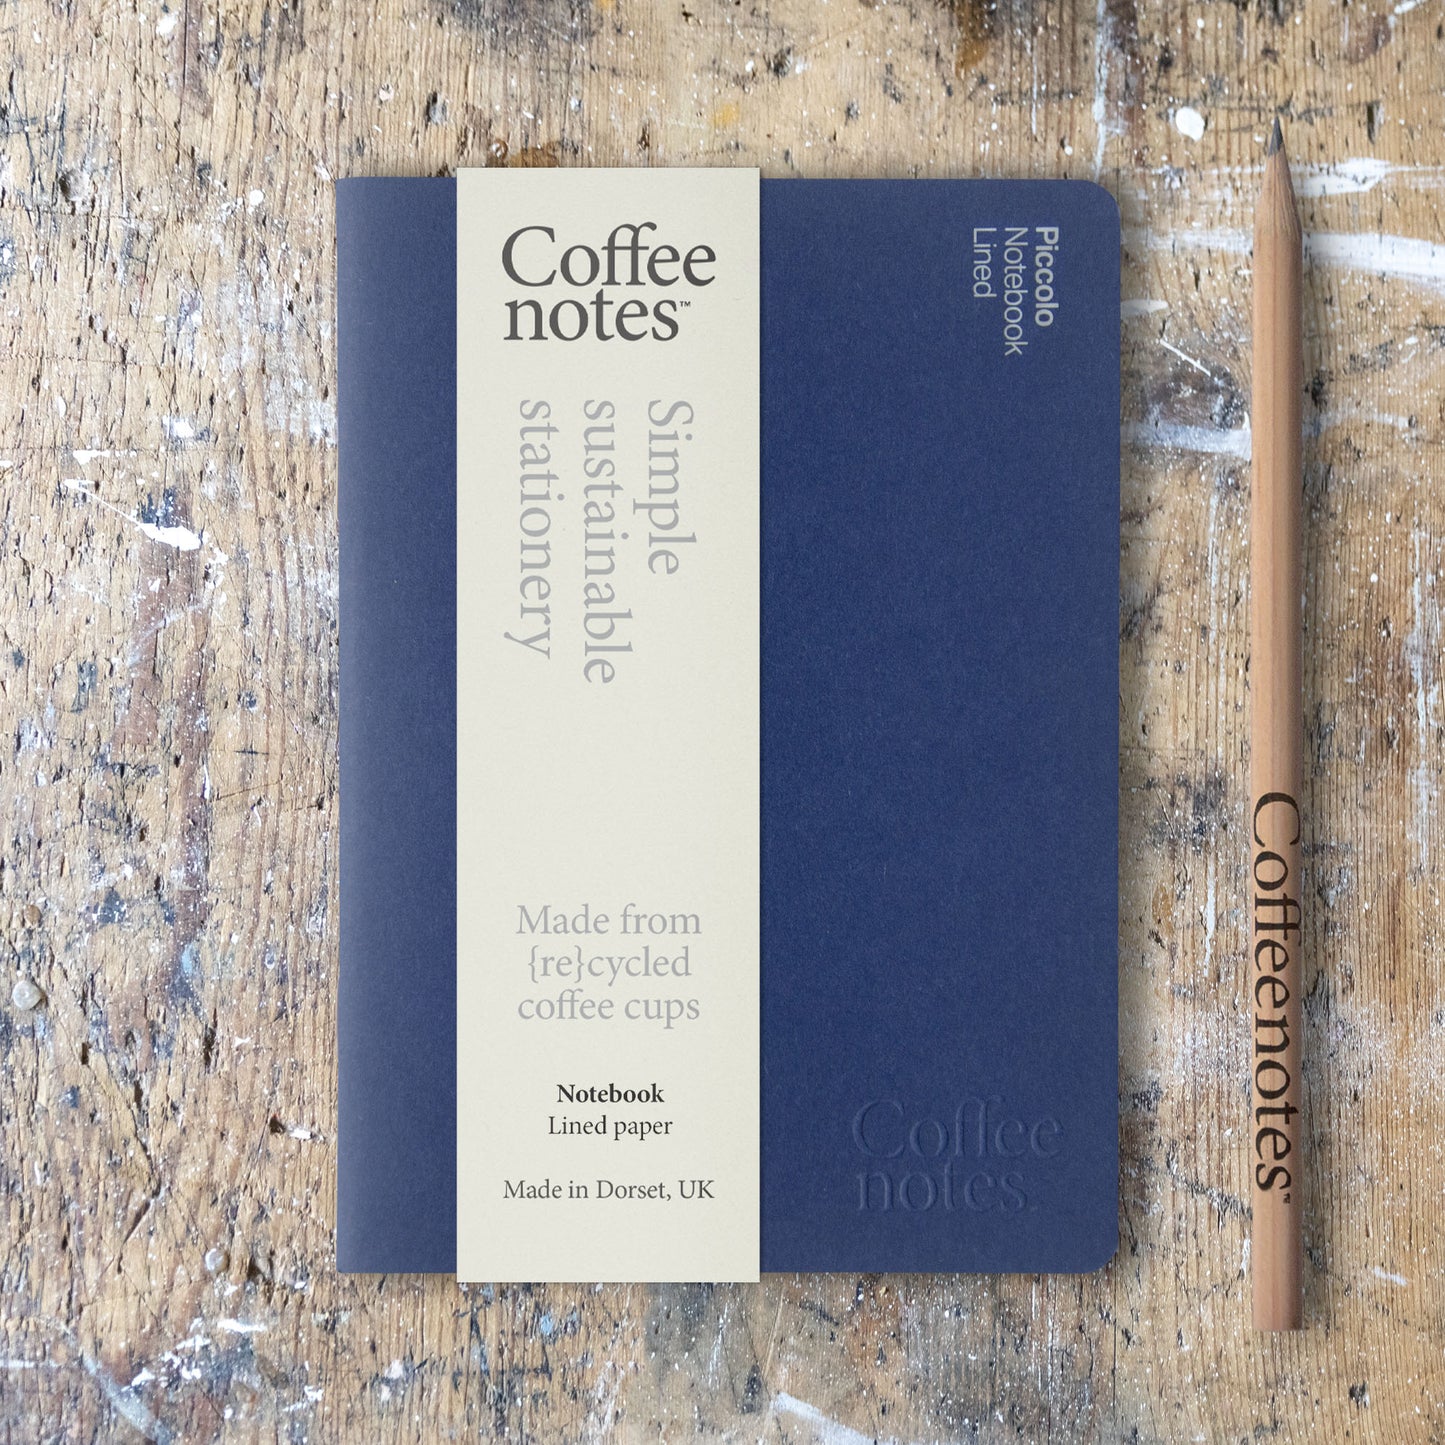 Coffee
notes™
Simple
sustainable
stationery
Made from
{re}cycled
coffee cups
Notebook
Lined paper
Made in Dorset, UK
Piccolo
Notebook
Lined
Coffee
notes™
Coffeenotes™